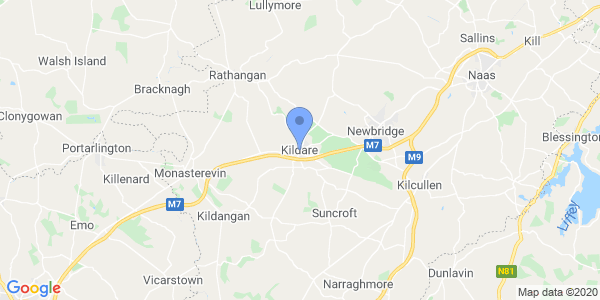 Lullymore
Sallins
Kill
Walsh Island
Rathangan
Naas
Bracknagh
Clonygowan
Newbridge
Blessington
Portarlington
Kildare
M7
M9
Monasterevin
Killenard
Kilcullen
M7
Kildangan
Suncroft
Liffey
Emo
Vicarstown
Dunlavin
N81
Narraghmore
Google
Map data ©2020